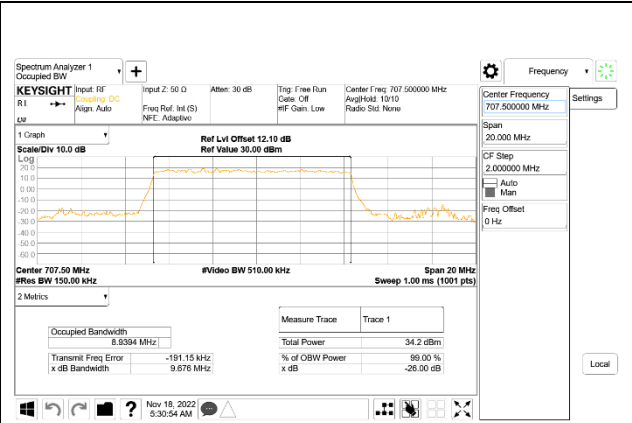 Spectrum Analyzer 1
Occupied BW
+
Frequency
KEYSIGHT Input: RF Input Z: 50 Ω Atten: 30 dB Trig: Free Run Center Freq: 707.500000 MHz
Coupling: DC Gate: Off Avg|Hold: 10/10
Align: Auto Freq Ref: Int (S) #IF Gain: Low Radio Std: None
NFE: Adaptive
Center Frequency
707.500000 MHz
Settings
Span
20.000 MHz
CF Step
2.000000 MHz
Auto
Man
Freq Offset
0 Hz
Local
1 Graph
Scale/Div 10.0 dB
Ref Lvl Offset 12.10 dB
Ref Value 30.00 dBm
Log
20.0
10.0
0.00
-10.0
-20.0
-30.0
-40.0
-50.0
-60.0
Center 707.50 MHz #Video BW 510.00 kHz Span 20 MHz
#Res BW 150.00 kHz Sweep 1.00 ms (1001 pts)
2 Metrics
Measure Trace Trace 1
Occupied Bandwidth
8.9394 MHz Total Power 34.2 dBm
Transmit Freq Error -191.15 kHz % of OBW Power 99.00 %
x dB Bandwidth 9.676 MHz x dB -26.00 dB
?
Nov 18, 2022
5:30:54 AM